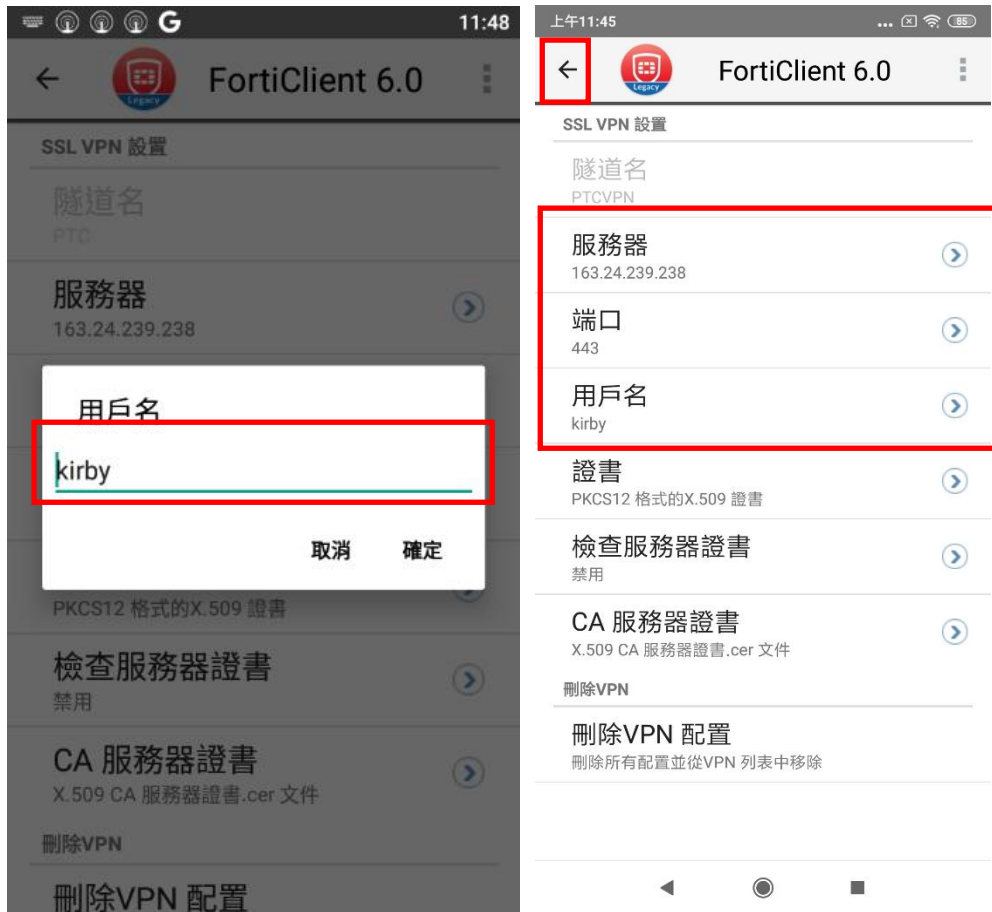 11:48
FortiClient 6.0
Legacy
SSL VPN 設置
隧道名
PTC
服務器
163.24.239.238
用戶名
kirby
取消 確定
PKCS12 格式的X.509 證書
檢查服務器證書
禁用
CA 服務器證書
X.509 CA 服務器證書.cer 文件
刪除VPN
刪除VPN 配置
上午11:45
85
FortiClient 6.0
Legacy
SSL VPN 設置
隧道名
PTCVPN
服務器
163.24.239.238
端口
443
用戶名
kirby
證書
PKCS12 格式的X.509 證書
檢查服務器證書
禁用
CA 服務器證書
X.509 CA 服務器證書.cer 文件
刪除VPN
刪除VPN 配置
刪除所有配置並從VPN 列表中移除